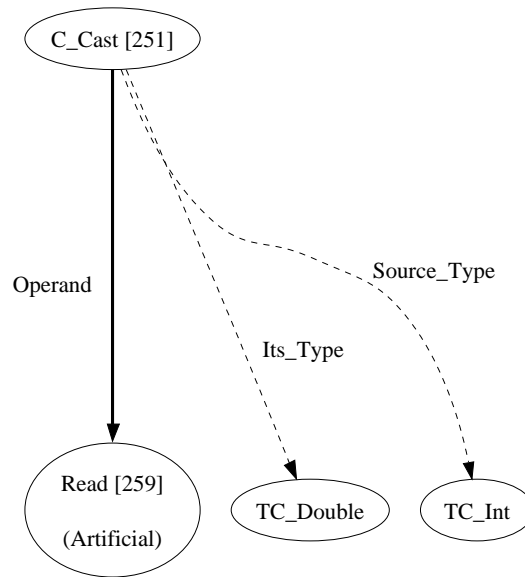 C_Cast [251]
Source_Type
Operand
Its_Type
Read [259]
(Artificial)
TC_Double
TC_Int